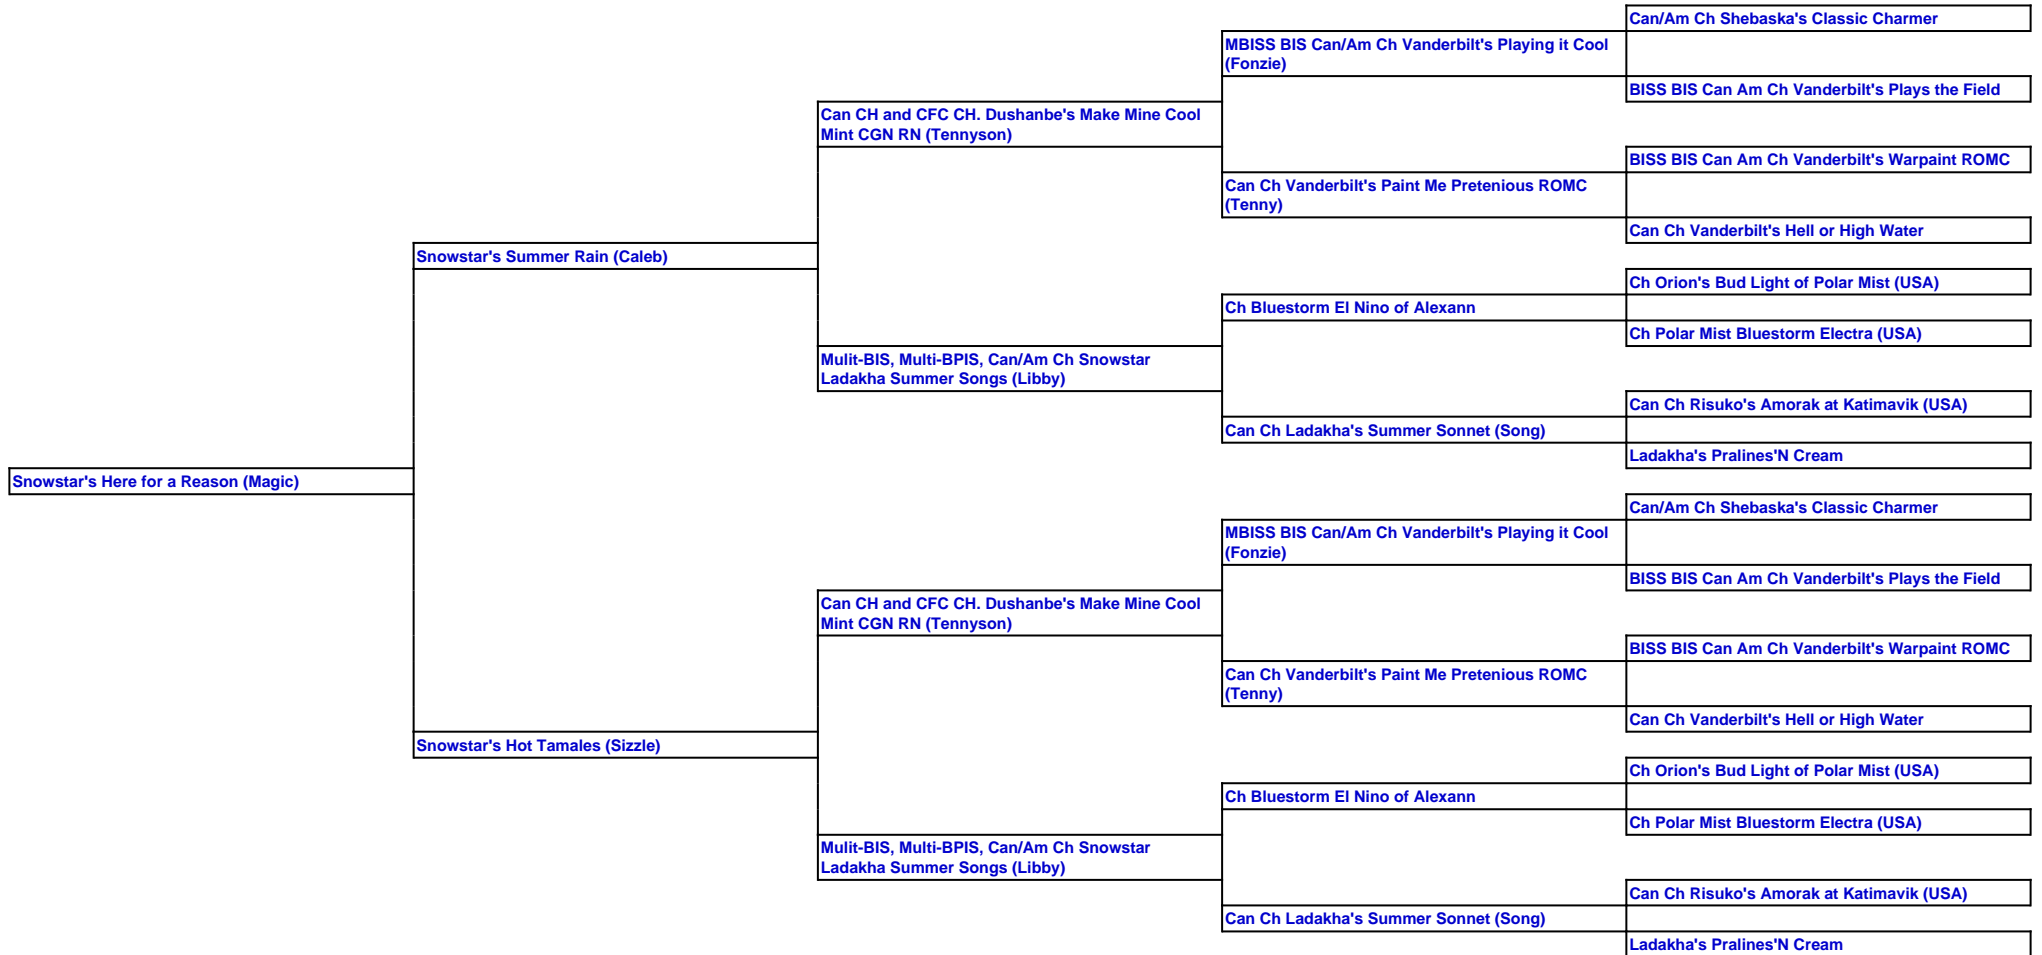 Can/Am Ch Shebaska's Classic Charmer
MBISS BIS Can/Am Ch Vanderbilt's Playing it Cool
(Fonzie)
BISS BIS Can Am Ch Vanderbilt's Plays the Field
Can CH and CFC CH. Dushanbe's Make Mine Cool
Mint CGN RN (Tennyson)
BISS BIS Can Am Ch Vanderbilt's Warpaint ROMC
Can Ch Vanderbilt's Paint Me Pretenious ROMC
(Tenny)
Can Ch Vanderbilt's Hell or High Water
Snowstar's Summer Rain (Caleb)
Ch Orion's Bud Light of Polar Mist (USA)
Ch Bluestorm El Nino of Alexann
Ch Polar Mist Bluestorm Electra (USA)
Mulit-BIS, Multi-BPIS, Can/Am Ch Snowstar
Ladakha Summer Songs (Libby)
Can Ch Risuko's Amorak at Katimavik (USA)
Can Ch Ladakha's Summer Sonnet (Song)
Ladakha's Pralines'N Cream
Snowstar's Here for a Reason (Magic)
Can/Am Ch Shebaska's Classic Charmer
MBISS BIS Can/Am Ch Vanderbilt's Playing it Cool
(Fonzie)
BISS BIS Can Am Ch Vanderbilt's Plays the Field
Can CH and CFC CH. Dushanbe's Make Mine Cool
Mint CGN RN (Tennyson)
BISS BIS Can Am Ch Vanderbilt's Warpaint ROMC
Can Ch Vanderbilt's Paint Me Pretenious ROMC
(Tenny)
Can Ch Vanderbilt's Hell or High Water
Snowstar's Hot Tamales (Sizzle)
Ch Orion's Bud Light of Polar Mist (USA)
Ch Bluestorm El Nino of Alexann
Ch Polar Mist Bluestorm Electra (USA)
Mulit-BIS, Multi-BPIS, Can/Am Ch Snowstar
Ladakha Summer Songs (Libby)
Can Ch Risuko's Amorak at Katimavik (USA)
Can Ch Ladakha's Summer Sonnet (Song)
Ladakha's Pralines'N Cream